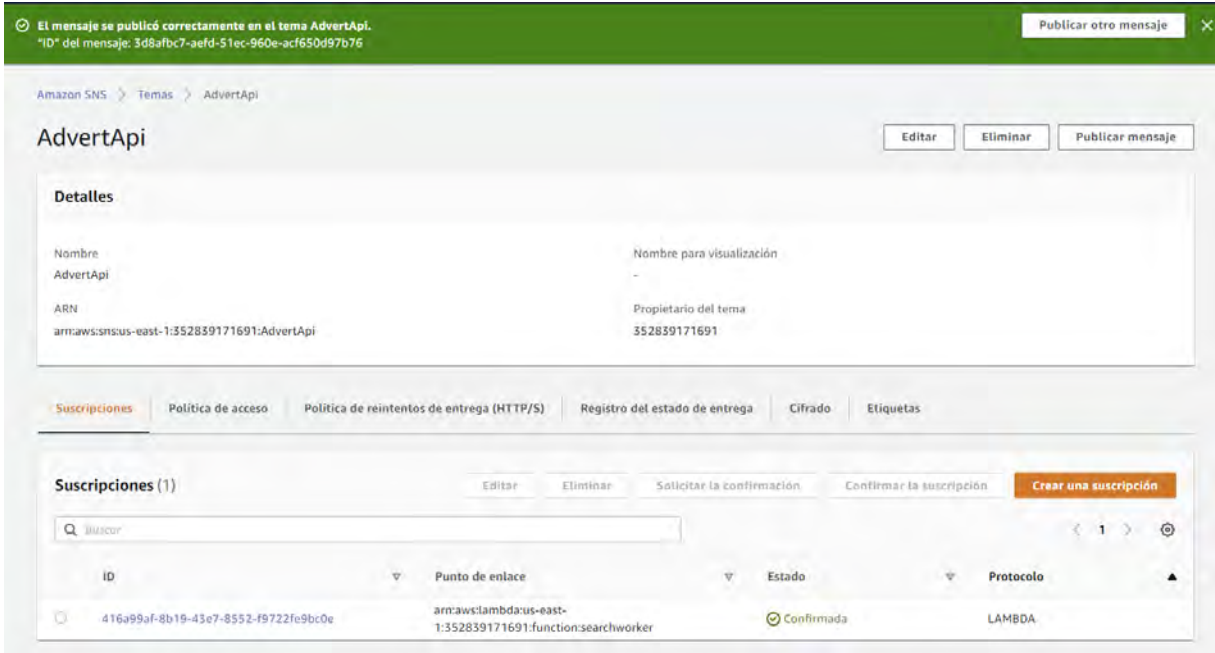 El mensaje se publicó correctamente en el tema AdvertApi.
"ID" del mensaje: 3d8afbc7-aefd-51ec-960e-acf650d97b76
Publicar otro mensaje
Amazon SNS > Temas > AdvertApi
AdvertApi
Editar
Eliminar
Publicar mensaje
Detalles
Nombre
AdvertApi
Nombre para visualización
-
ARN
arn:aws:sns:us-east-1:352839171691:AdvertApi
Propietario del tema
352839171691
Suscripciones
Política de acceso
Política de reintentos de entrega (HTTP/S)
Registro del estado de entrega
Cifrado
Etiquetas
Suscripciones (1)
Editar
Eliminar
Solicitar la confirmación
Confirmar la suscripción
Crear una suscripción
Buscar
< 1 >
ID
Punto de enlace
Estado
Protocolo
416a99af-8b19-43e7-8552-f9722fe9bc0e
arn:aws:lambda:us-east-
1:352839171691:function:searchworker
Confirmada
LAMBDA